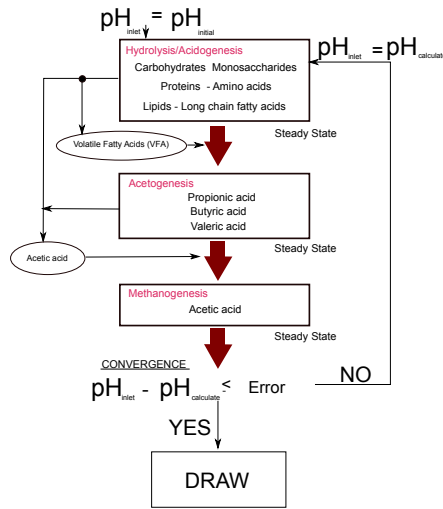 pH inlet = pH initial
Hydrolysis/Acidogenesis
pH inlet = pH calculat
Carbohydrates Monosaccharides
Proteins - Amino acids
Lipids - Long chain fatty acids
Steady State
Volatile Fatty Acids (VFA)
Acetogenesis
Propionic acid
Butyric acid
Valeric acid
Steady State
Acetic acid
Methanogenesis
Acetic acid
Steady State
CONVERGENCE
pH inlet - pH calculate < Error
NO
YES
DRAW